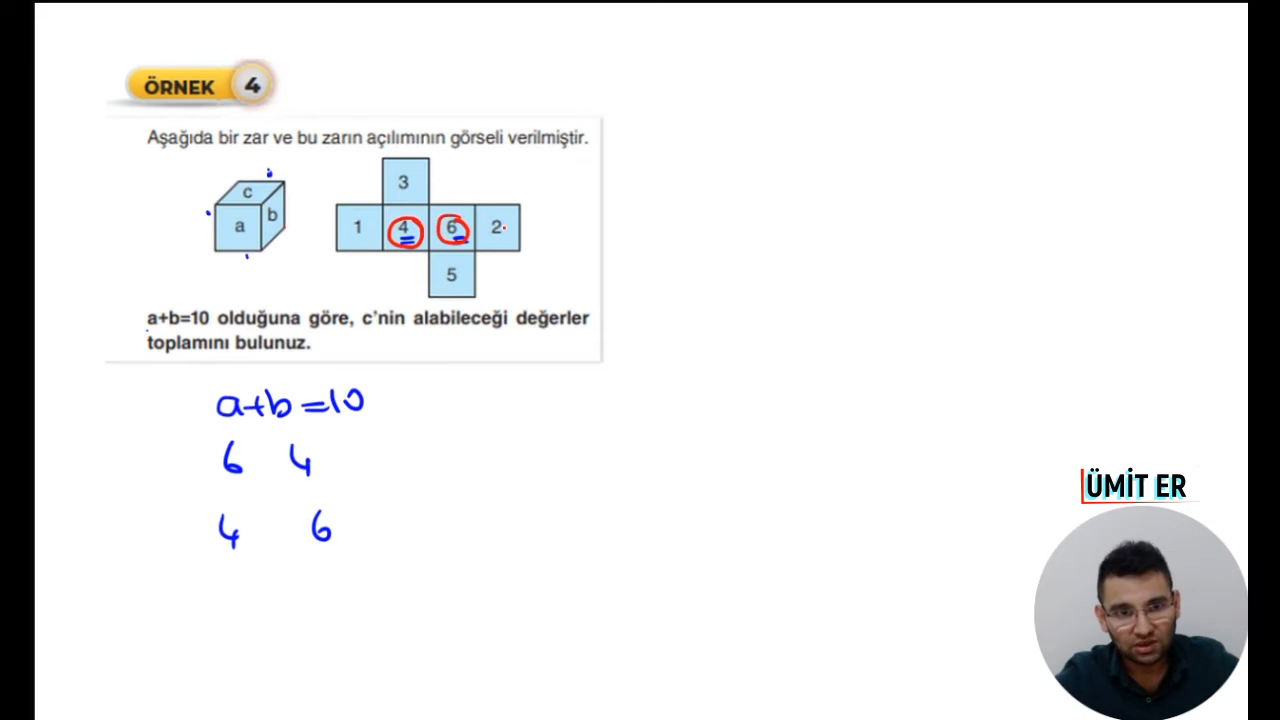 ÖRNEK 4
Aşağıda bir zar ve bu zarın açılımının görseli verilmiştir.
c
a
b
3
1 4 6 2
5
a+b=10 olduğuna göre, c'nin alabileceği değerler
toplamını bulunuz.
a+b=10
6 4
4 6
ÜMİT ER